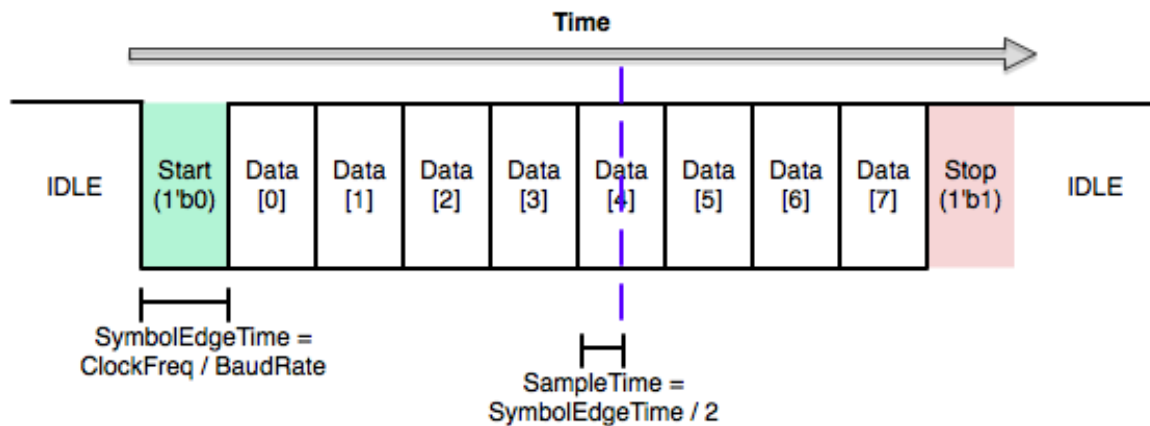 Time
IDLE
Start
(1'b0)
Data
[0]
Data
[1]
Data
[2]
Data
[3]
Data
[4]
Data
[5]
Data
[6]
Data
[7]
Stop
(1'b1)
IDLE
SymbolEdgeTime =
ClockFreq / BaudRate
SampleTime =
SymbolEdgeTime / 2